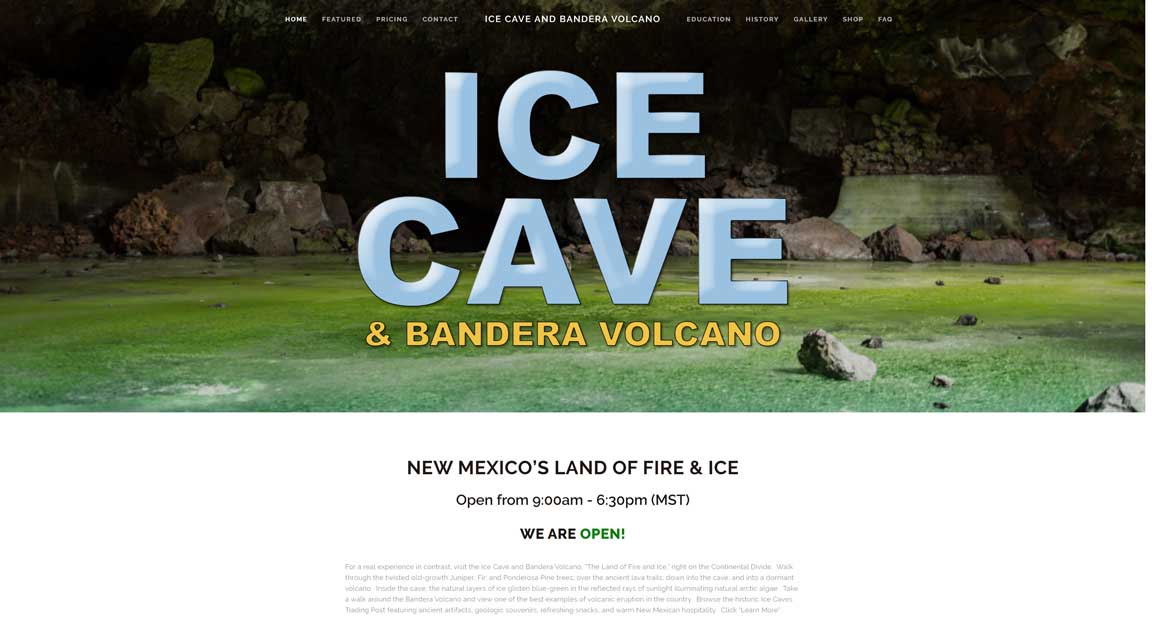 HOME FEATURED PRICING CONTACT ICE CAVE AND BANDERA VOLCANO EDUCATION HISTORY GALLERY SHOP FAQ
ICE
CAVE
& BANDERA VOLCANO
NEW MEXICO'S LAND OF FIRE & ICE
Open from 9:00am - 6:30pm (MST)
WE ARE OPEN!
For a real experience in contrast, visit the Ice Cave and Bandera Volcano, "The Land of Fire and Ice," right on the Continental Divide. Walk
through the twisted old-growth Juniper, Fir, and Ponderosa Pine trees, over the ancient lava trails, down into the cave, and into a dormant
volcano. Inside the cave, the natural layers of ice glisten blue-green in the reflected rays of sunlight illuminating natural arctic algae. Take
a walk around the Bandera Volcano and view one of the best examples of volcanic eruption in the country. Browse the historic Ice Caves
Trading Post featuring ancient artifacts, geologic souvenirs, refreshing snacks, and warm New Mexican hospitality. Click "Learn More"